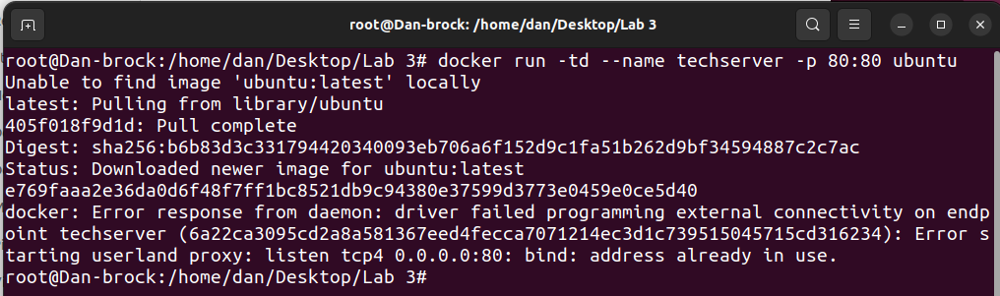 root@Dan-brock: /home/dan/Desktop/Lab 3
root@Dan-brock:/home/dan/Desktop/Lab 3# docker run -td --name techserver -p 80:80 ubuntu
Unable to find image 'ubuntu:latest' locally
latest: Pulling from library/ubuntu
405f018f9d1d: Pull complete
Digest: sha256:b6b83d3c331794420340093eb706a6f152d9c1fa51b262d9bf34594887c2c7ac
Status: Downloaded newer image for ubuntu:latest
e769faaa2e36da0d6f48f7ff1bc8521db9c94380e37599d3773e0459e0ce5d40
docker: Error response from daemon: driver failed programming external connectivity on endp
oint techserver (6a22ca3095cd2a8a581367eed4fecca7071214ec3d1c739515045715cd316234): Error s
tarting userland proxy: listen tcp4 0.0.0.0:80: bind: address already in use.
root@Dan-brock:/home/dan/Desktop/Lab 3#